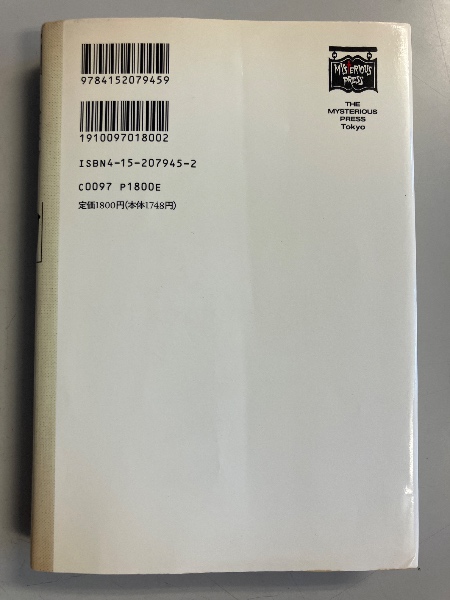 9784152079459
1910097018002
ISBN4-15-207945-2
C0097 P1800E
定価1800円(本体1748円)
MYSTERIOUS
PRESS
THE
MYSTERIOUS
PRESS
Tokyo